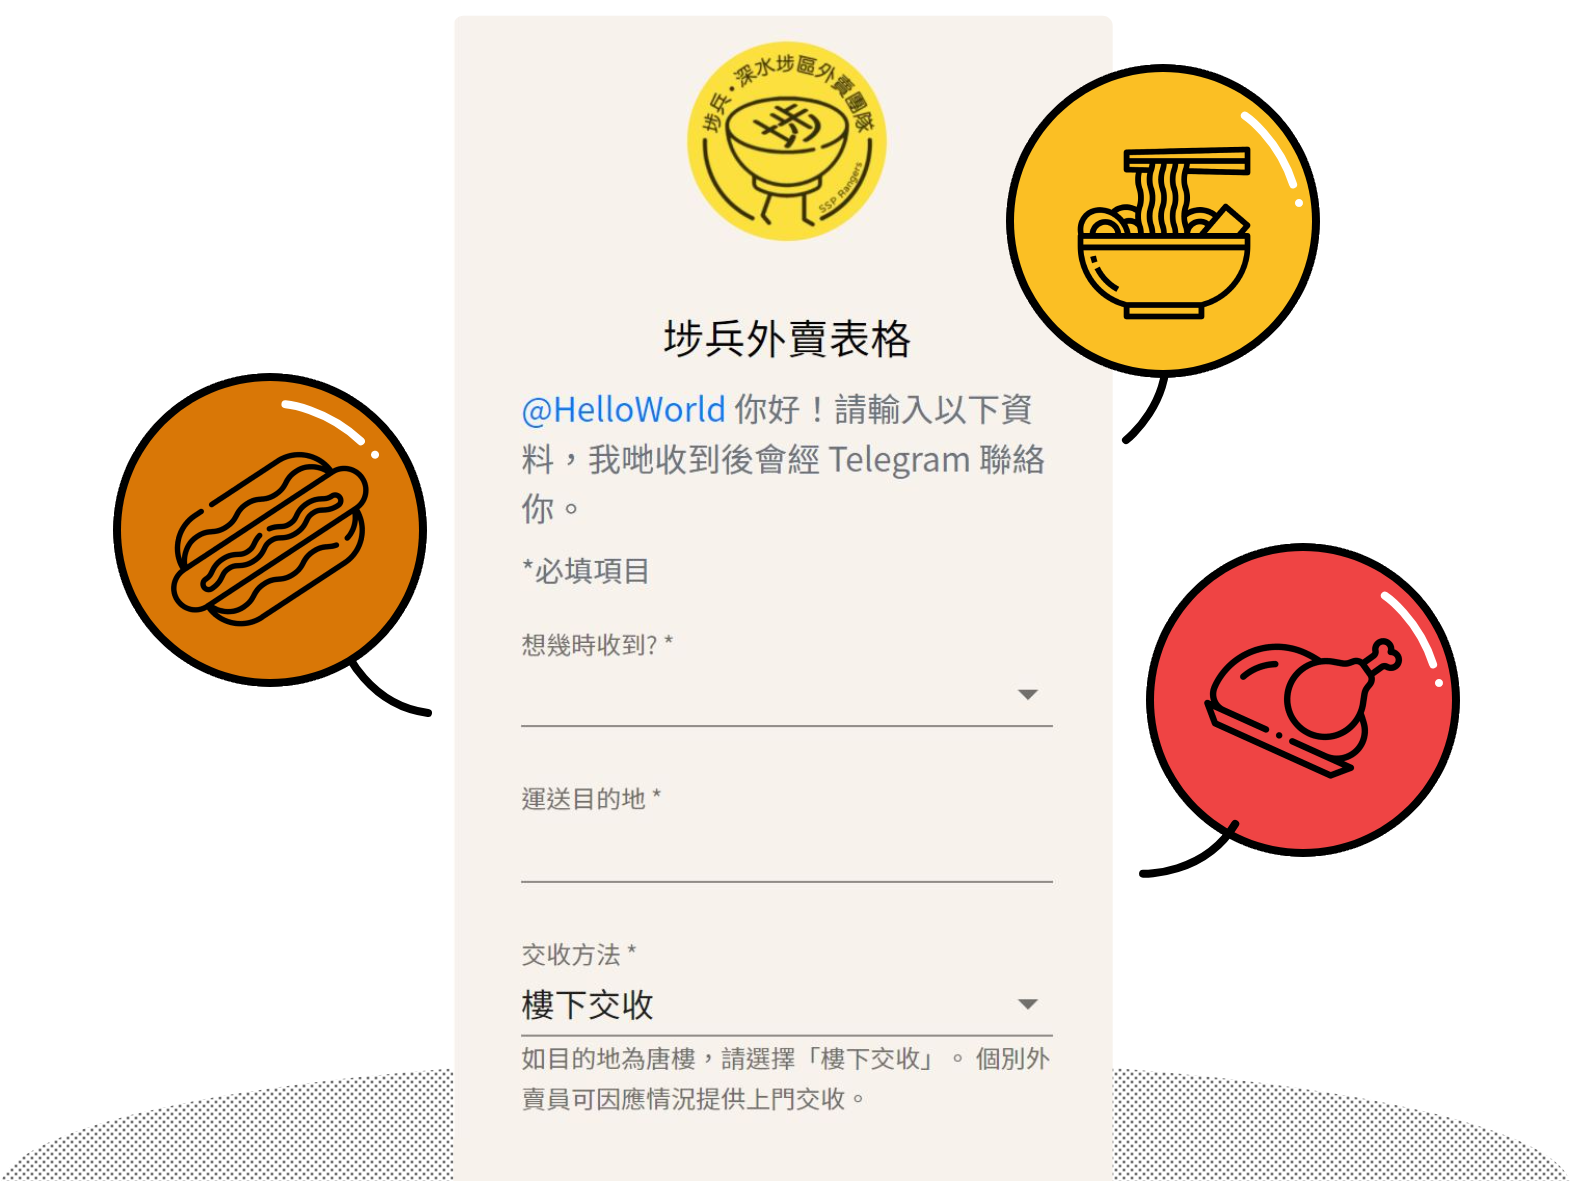 埗兵・深水埗區外賣團隊
埗
SSP Rangers
埗兵外賣表格
@HelloWorld 你好！請輸入以下資
料，我哋收到後會經 Telegram 聯絡
你。
*必填項目
想幾時收到? *
運送目的地 *
交收方法 *
樓下交收
如目的地為唐樓，請選擇「樓下交收」。 個別外
賣員可因應情況提供上門交收。